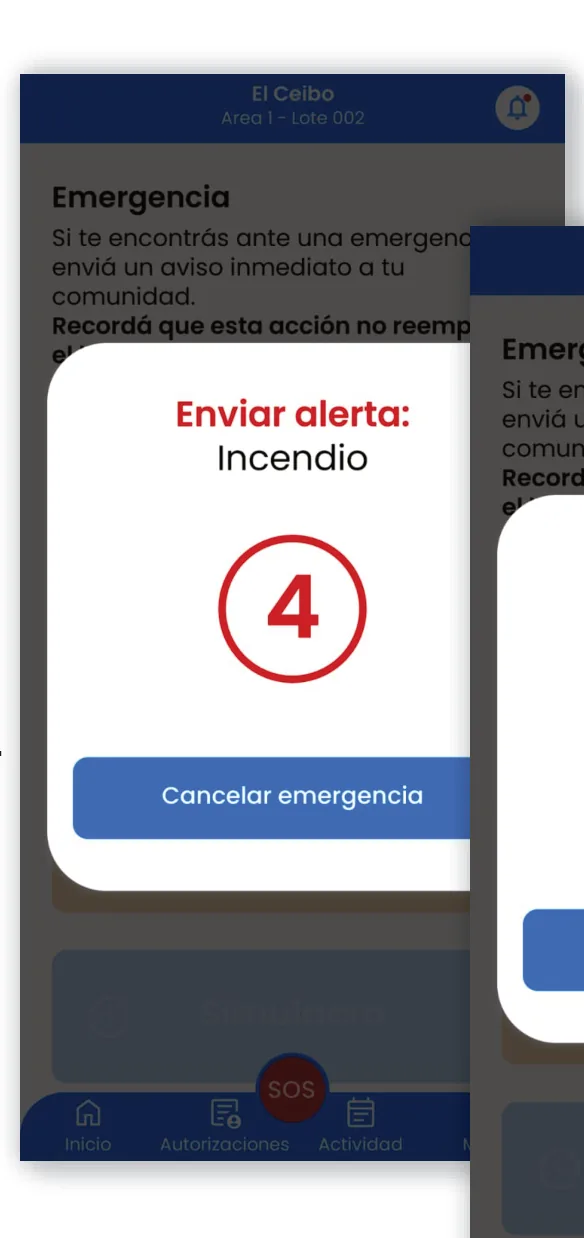 El Ceibo
Area 1 - Lote 002
Emergencia
Si te encontrás ante una emergenc
enviá un aviso inmediato a tu
comunidad.
Recordá que esta acción no reemp
el
Enviar alerta:
Incendio
4
Cancelar emergencia
SOS
Inicio
Autorizaciones
Actividad
M
Emerg
Si te en
enviá u
comun
Record
el